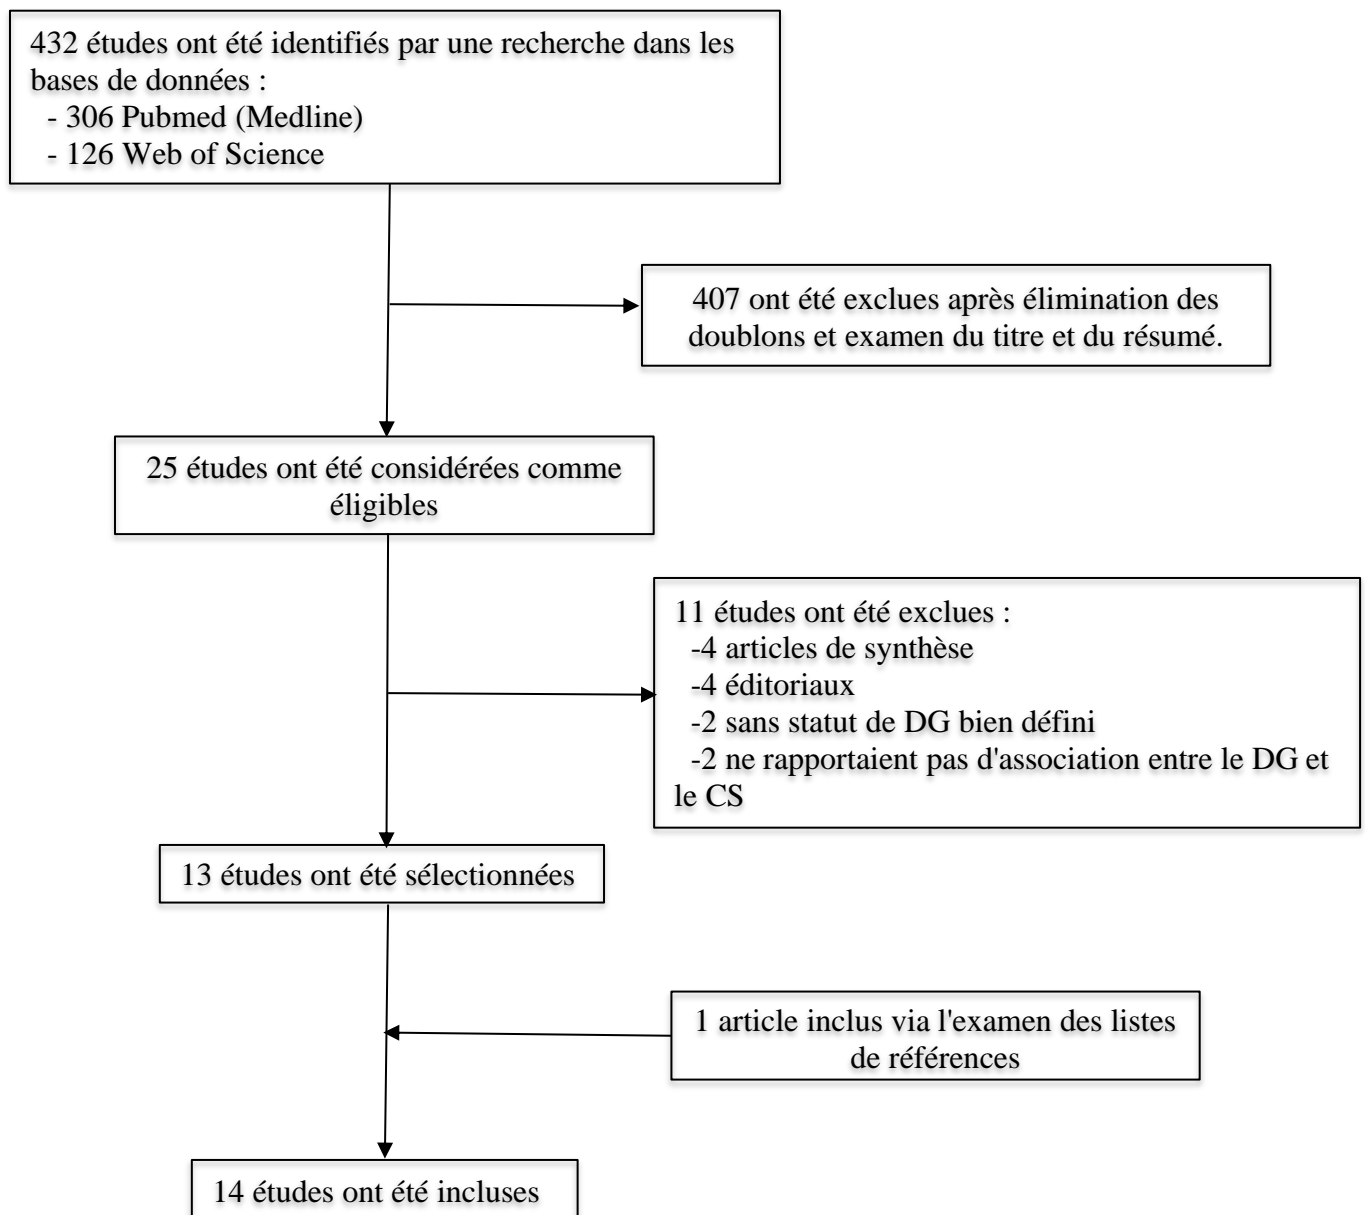 432 études ont été identifiés par une recherche dans les
bases de données :
- 306 Pubmed (Medline)
- 126 Web of Science
407 ont été exclues après élimination des
doublons et examen du titre et du résumé.
25 études ont été considérées comme
éligibles
11 études ont été exclues :
-4 articles de synthèse
-4 éditoriaux
-2 sans statut de DG bien défini
-2 ne rapportaient pas d'association entre le DG et
le CS
13 études ont été sélectionnées
1 article inclus via l'examen des listes
de références
14 études ont été incluses